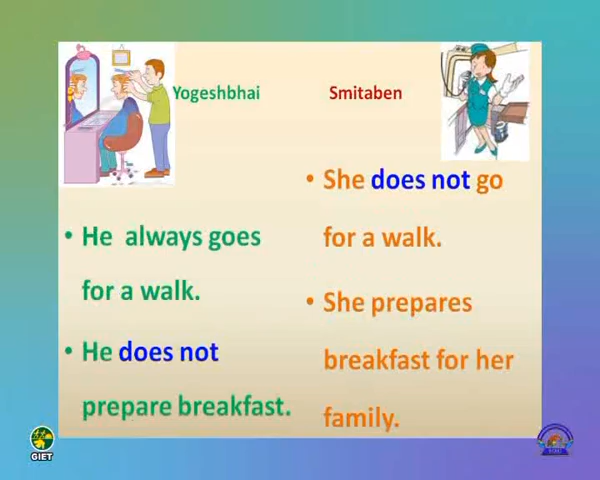 Yogeshbhai
Smitaben
• He always goes
for a walk.
• He does not
prepare breakfast.
• She does not go
for a walk.
• She prepares
breakfast for her
family.
GIET